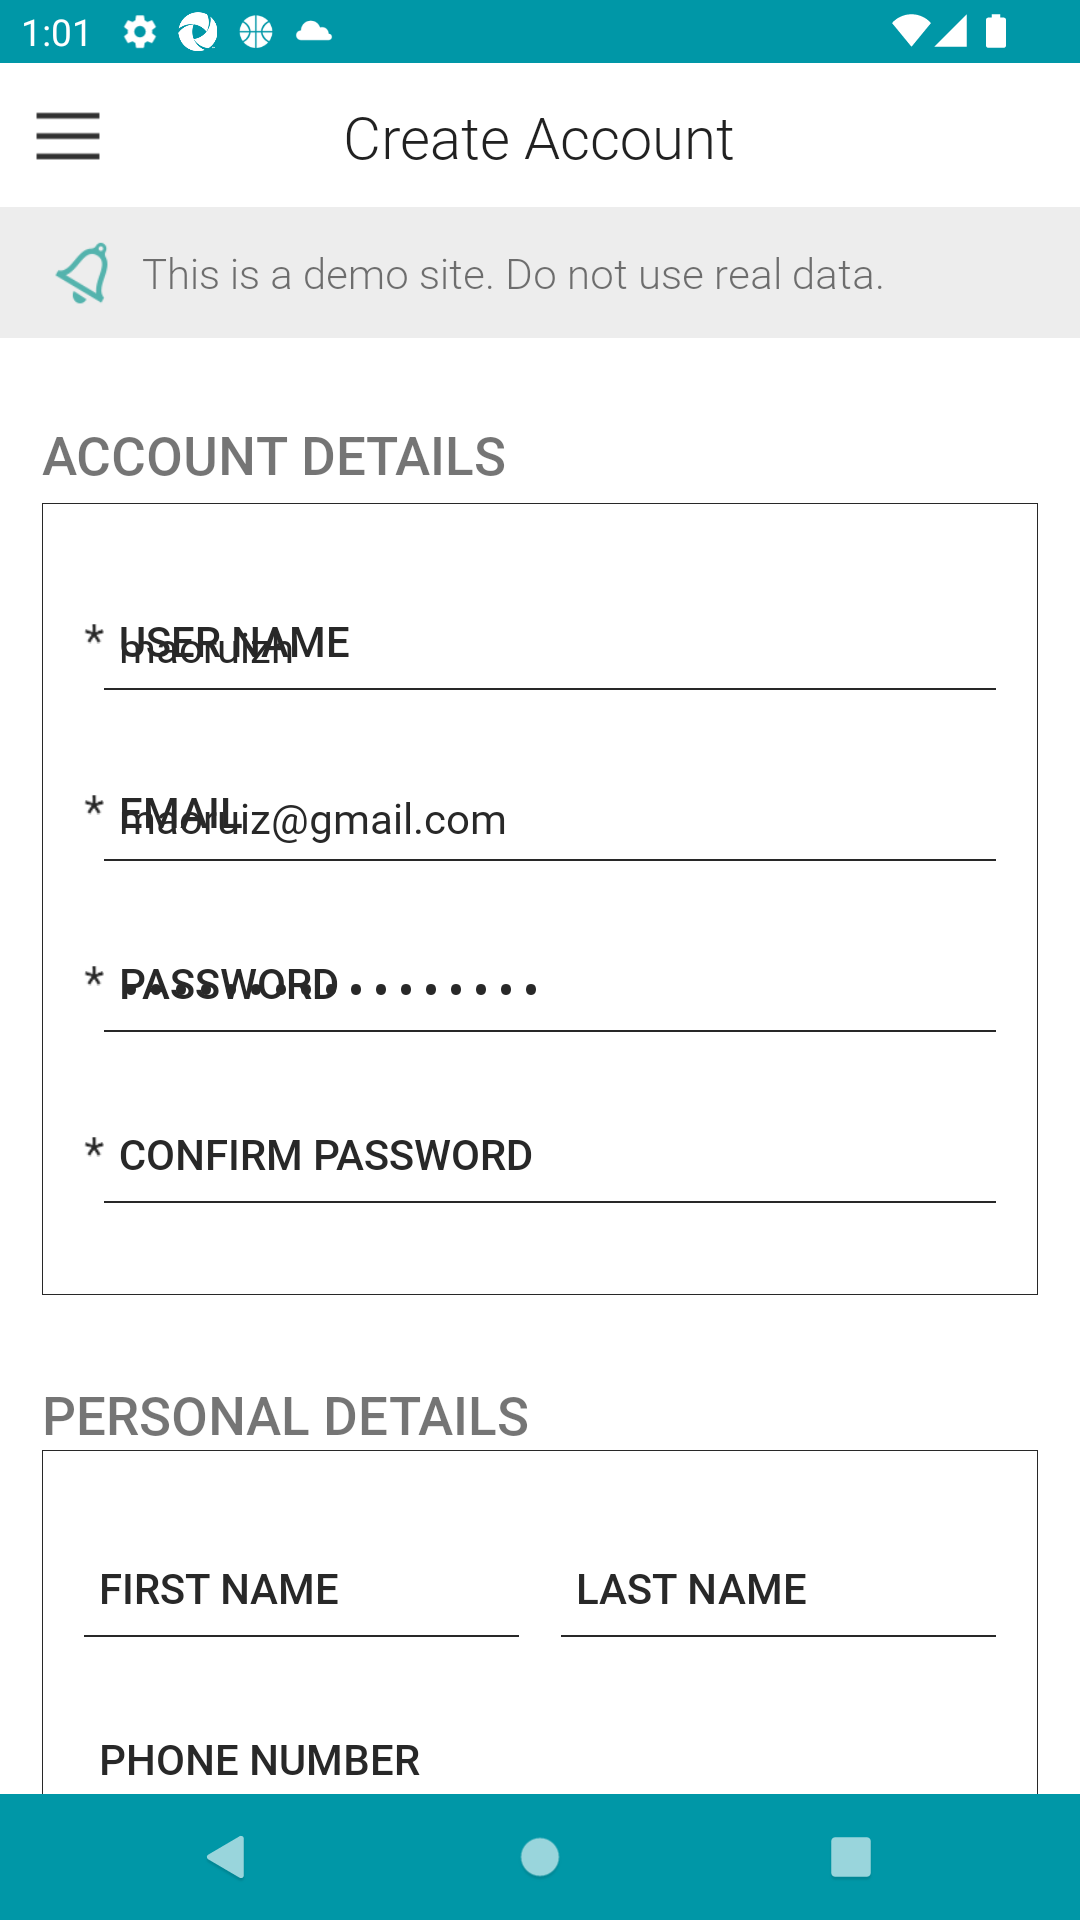 1:01
Create Account
This is a demo site. Do not use real data.
ACCOUNT DETAILS
* USER NAME
maoruizh
* EMAIL
maoruiz@gmail.com
* PASSWORD
•••••••••••••••••
* CONFIRM PASSWORD
PERSONAL DETAILS
FIRST NAME LAST NAME
PHONE NUMBER